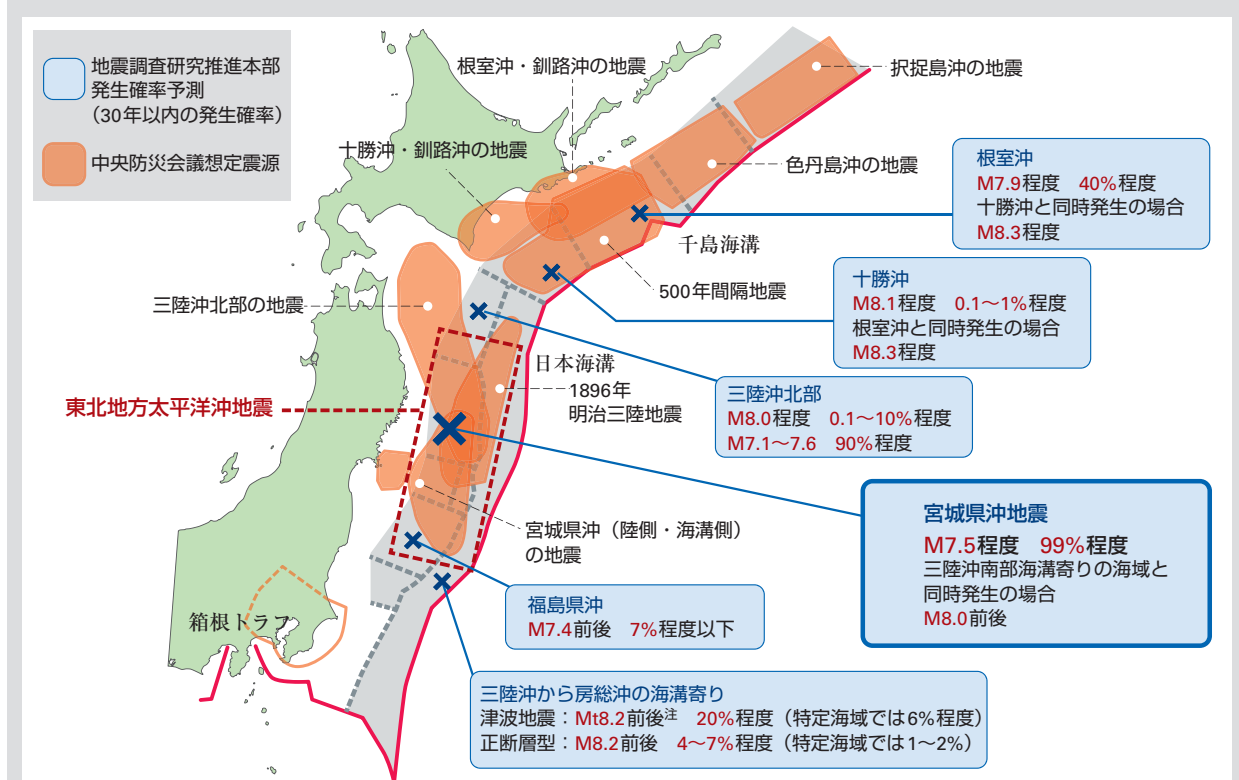 地震調査研究推進本部
発生確率予測
（30年以内の発生確率）
中央防災会議想定震源
根室沖・釧路沖の地震
択捉島沖の地震
十勝沖・釧路沖の地震
色丹島沖の地震
根室沖
M7.9程度　40%程度
十勝沖と同時発生の場合
M8.3程度
千島海溝
500年間隔地震
十勝沖
M8.1程度　0.1～1%程度
根室沖と同時発生の場合
M8.3程度
三陸沖北部の地震
日本海溝
1896年
明治三陸地震
三陸沖北部
M8.0程度　0.1～10%程度
M7.1～7.6　90%程度
東北地方太平洋沖地震
宮城県沖地震
M7.5程度　99%程度
三陸沖南部海溝寄りの海域と
同時発生の場合
M8.0前後
宮城県沖（陸側・海溝側）
の地震
福島県沖
M7.4前後　7%程度以下
箱根トラフ
三陸沖から房総沖の海溝寄り
津波地震：Mt8.2前後注　20%程度（特定海域では6%程度）
正断層型：M8.2前後　4～7%程度（特定海域では1～2%）